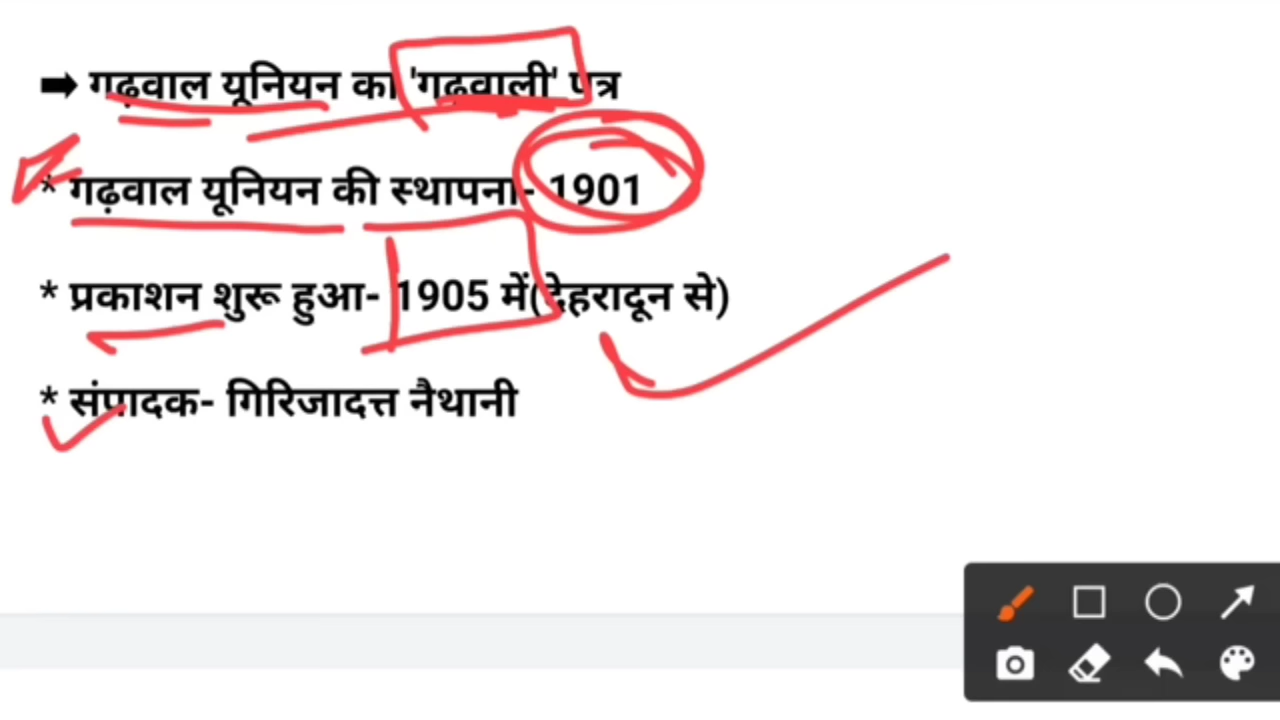 ➡ गढ़वाल यूनियन का 'गढ़वाली' पत्र
* गढ़वाल यूनियन की स्थापना- 1901
* प्रकाशन शुरू हुआ- 1905 में(देहरादून से)
* संपादक- गिरिजादत्त नैथानी